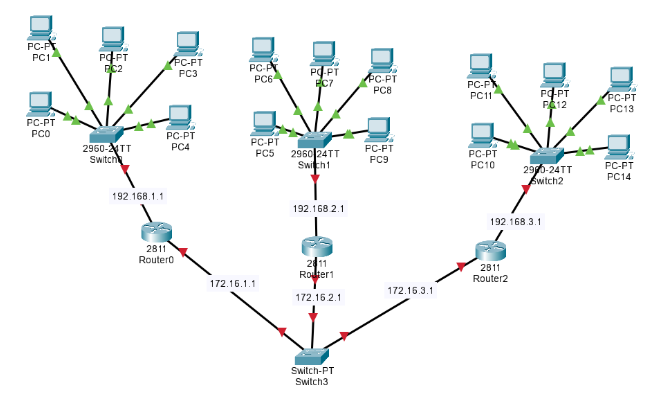 PC-PT
PC1
PC-PT
PC2
PC-PT
PC3
PC-PT
PC0
PC-PT
PC4
2960-24TT
Switch0
PC-PT
PC6
PC-PT
PC7
PC-PT
PC8
PC-PT
PC5
PC-PT
PC9
2960-24TT
Switch1
PC-PT
PC11
PC-PT
PC12
PC-PT
PC13
PC-PT
PC10
PC-PT
PC14
2960-24TT
Switch2
192.168.1.1
192.168.2.1
192.168.3.1
2811
Router0
2811
Router1
2811
Router2
172.16.1.1
172.16.2.1
172.16.3.1
Switch-PT
Switch3